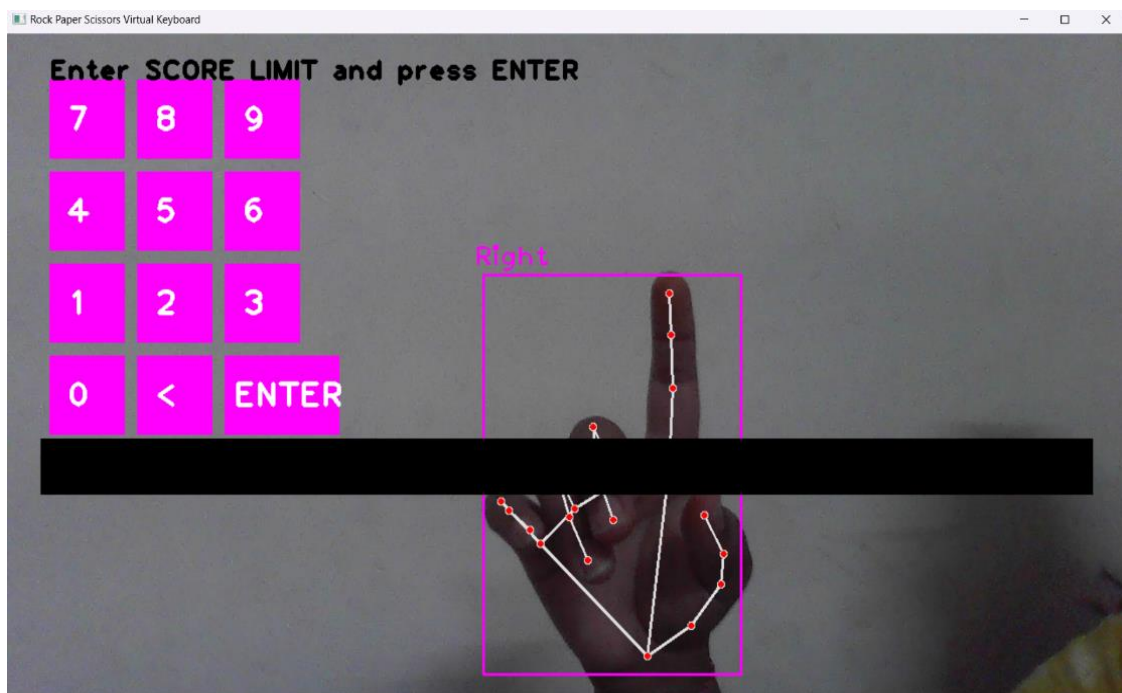 Rock Paper Scissors Virtual Keyboard
Enter SCORE LIMIT and press ENTER
7 8 9
4 5 6
Right
1 2 3
0 < ENTER